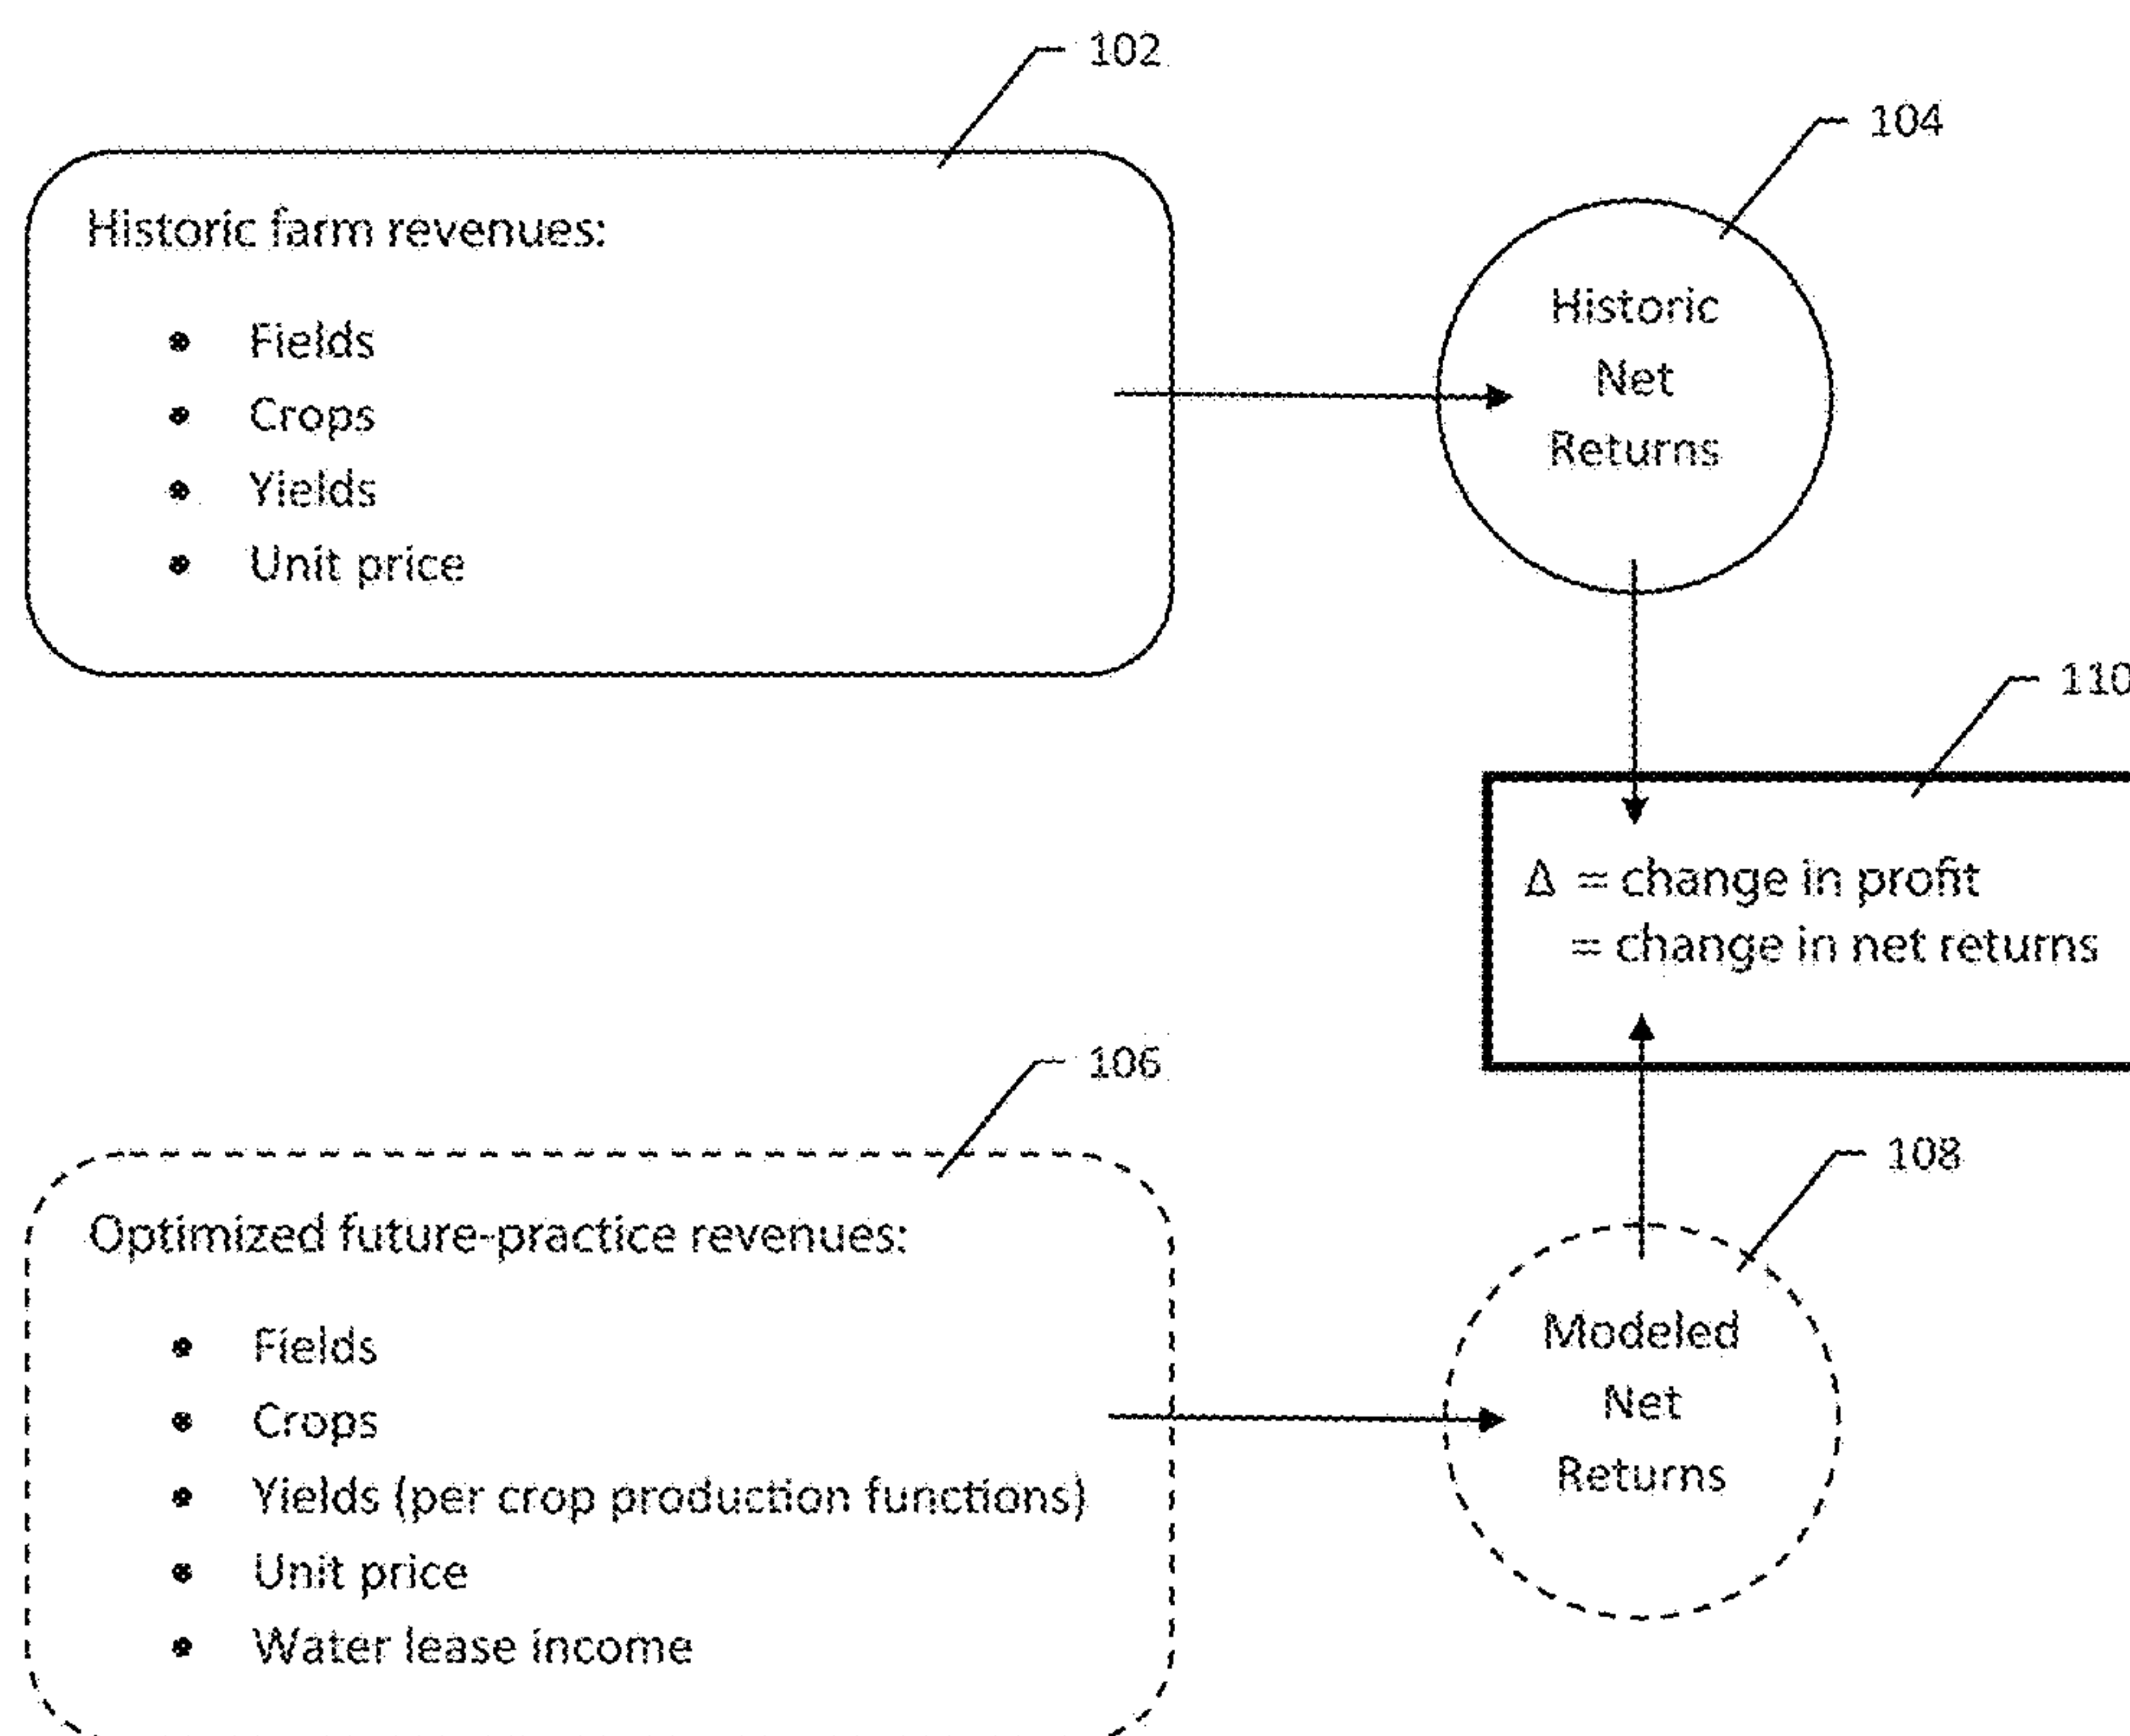 102
104
Historic farm revenues:
• Fields
• Crops
• Yields
• Unit price
Historic
Net
Returns
110
Δ = change in profit
= change in net returns
106
108
Optimized future-practice revenues:
• Fields
• Crops
• Yields (per crop production functions)
• Unit price
• Water lease income
Modeled
Net
Returns